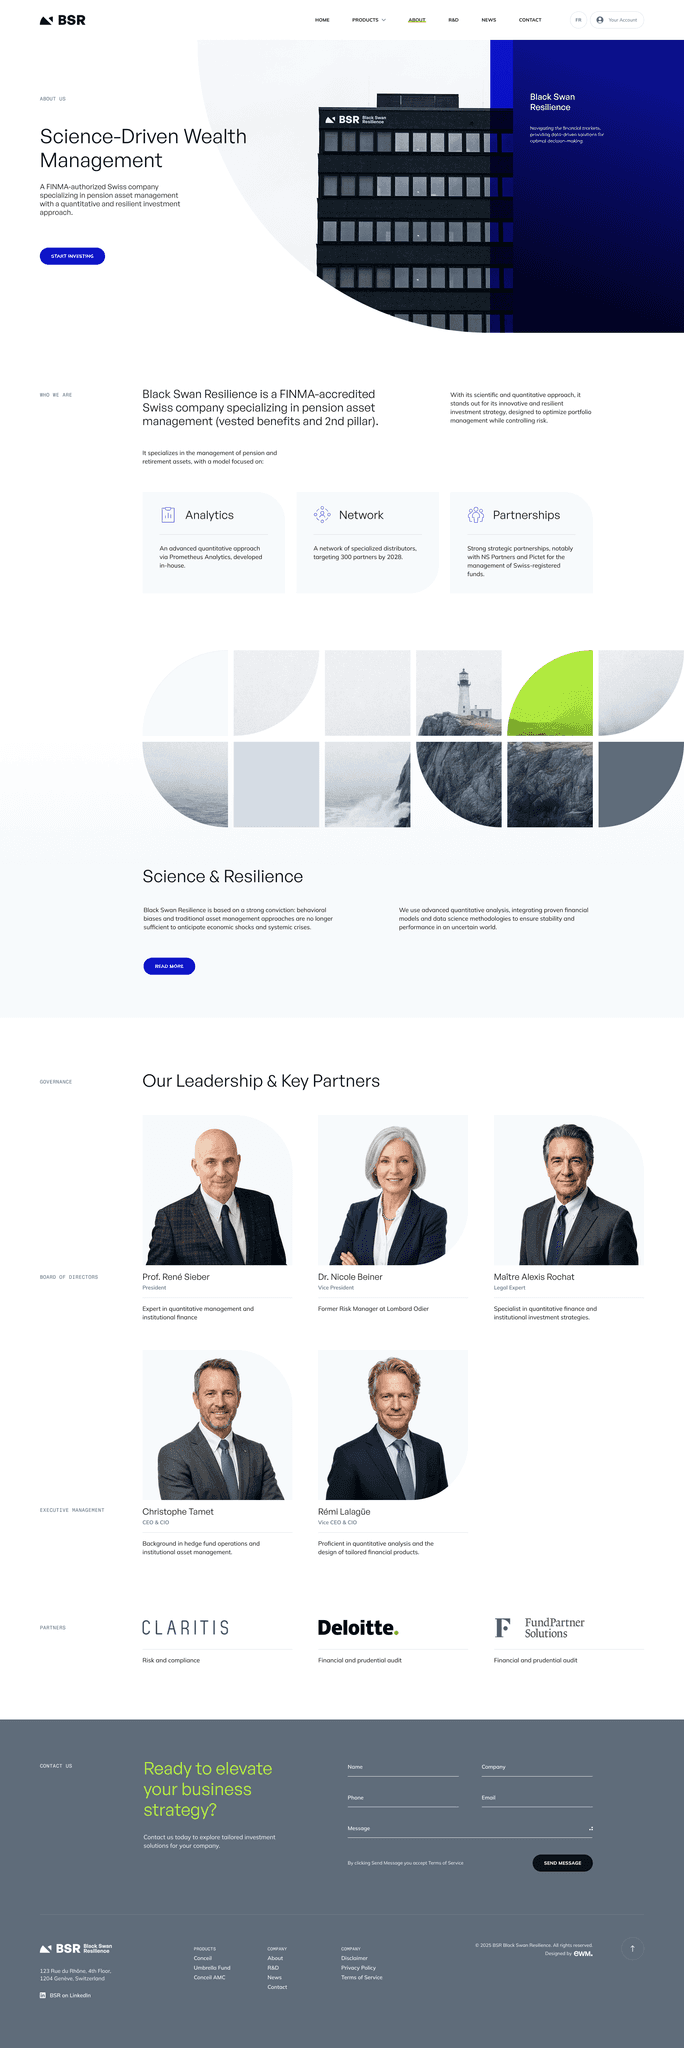 BSR
HOME
PRODUCTS
ABOUT
R&D
NEWS
CONTACT
FR
Your Account
ABOUT US
Science-Driven Wealth
Management
A FINMA-authorized Swiss company
specializing in pension asset management
with a quantitative and resilient investment
approach.
START INVESTING
BSR Black Swan
Resilience
Black Swan
Resilience
Navigating the financial markets,
providing data-driven solutions for
optimal decision-making
WHO WE ARE
Black Swan Resilience is a FINMA-accredited
Swiss company specializing in pension asset
management (vested benefits and 2nd pillar).
With its scientific and quantitative approach, it
stands out for its innovative and resilient
investment strategy, designed to optimize portfolio
management while controlling risk.
It specializes in the management of pension and
retirement assets, with a model focused on:
Analytics
An advanced quantitative approach
via Prometheus Analytics, developed
in-house.
Network
A network of specialized distributors,
targeting 300 partners by 2028.
Partnerships
Strong strategic partnerships, notably
with NS Partners and Pictet for the
management of Swiss-registered
funds.
Science & Resilience
Black Swan Resilience is based on a strong conviction: behavioral
biases and traditional asset management approaches are no longer
sufficient to anticipate economic shocks and systemic crises.
We use advanced quantitative analysis, integrating proven financial
models and data science methodologies to ensure stability and
performance in an uncertain world.
READ MORE
GOVERNANCE
Our Leadership & Key Partners
BOARD OF DIRECTORS
Prof. René Sieber
President
Expert in quantitative management and
institutional finance
Dr. Nicole Beiner
Vice President
Former Risk Manager at Lombard Odier
Maître Alexis Rochat
Legal Expert
Specialist in quantitative finance and
institutional investment strategies.
EXECUTIVE MANAGEMENT
Christophe Tamet
CEO & CIO
Background in hedge fund operations and
institutional asset management.
Rémi Lalagüe
Vice CEO & CIO
Proficient in quantitative analysis and the
design of tailored financial products.
PARTNERS
CLARITIS
Risk and compliance
Deloitte.
Financial and prudential audit
F FundPartner
Solutions
Financial and prudential audit
CONTACT US
Ready to elevate
your business
strategy?
Contact us today to explore tailored investment
solutions for your company.
Name
Company
Phone
Email
Message
By clicking Send Message you accept Terms of Service
SEND MESSAGE
BSR Black Swan
Resilience
123 Rue du Rhône, 4th Floor,
1204 Genève, Switzerland
BSR on LinkedIn
PRODUCTS
Conceil
Umbrella Fund
Conceil AMC
COMPANY
About
R&D
News
Contact
COMPANY
Disclaimer
Privacy Policy
Terms of Service
© 2025 BSR Black Swan Resilience. All rights reserved.
Designed by ewm.